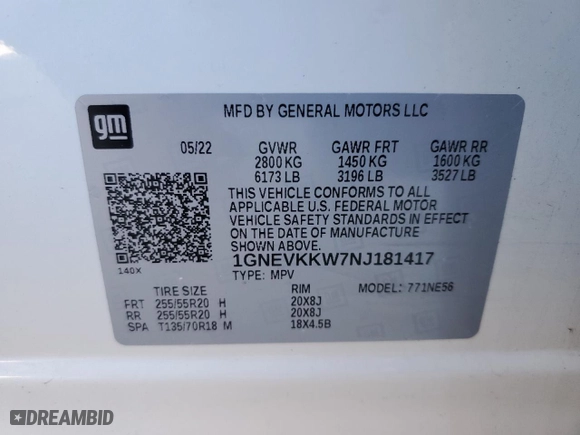 gm
MFD BY GENERAL MOTORS LLC
05/22 GVWR GAWR FRT GAWR RR
2800 KG 1450 KG 1600 KG
6173 LB 3196 LB 3527 LB
THIS VEHICLE CONFORMS TO ALL
APPLICABLE U.S. FEDERAL MOTOR
VEHICLE SAFETY STANDARDS IN EFFECT
ON THE DATE OF MANUFACTURE
SHOWN ABOVE.
140X
1GNEVKKW7NJ181417
TYPE: MPV
TIRE SIZE RIM MODEL: 771NE56
FRT 255/55R20 H 20X8J
RR 255/55R20 H 20X8J
SPA T135/70R18 M 18X4.5B
DREAMBID